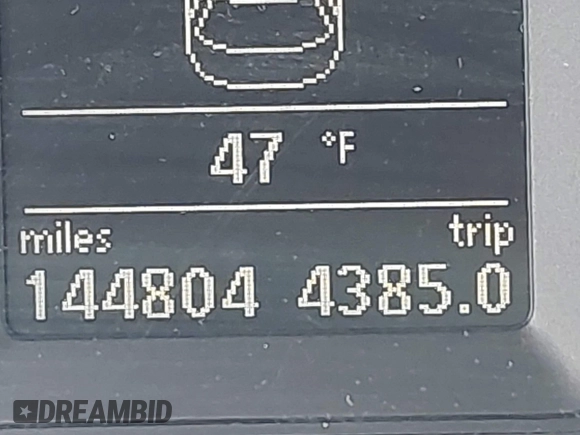 47 °F
miles trip
144804 4385.0
DREAMBID